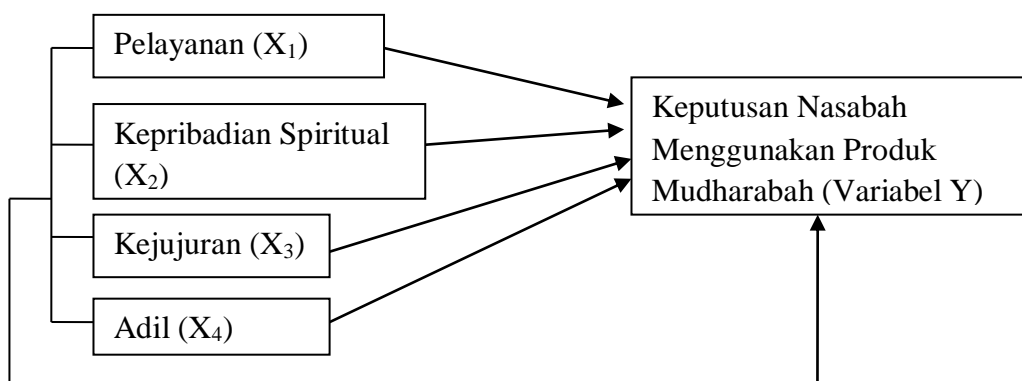 Pelayanan (X₁)
Kepribadian Spiritual
(X₂)
Kejujuran (X₃)
Adil (X₄)
Keputusan Nasabah
Menggunakan Produk
Mudharabah (Variabel Y)